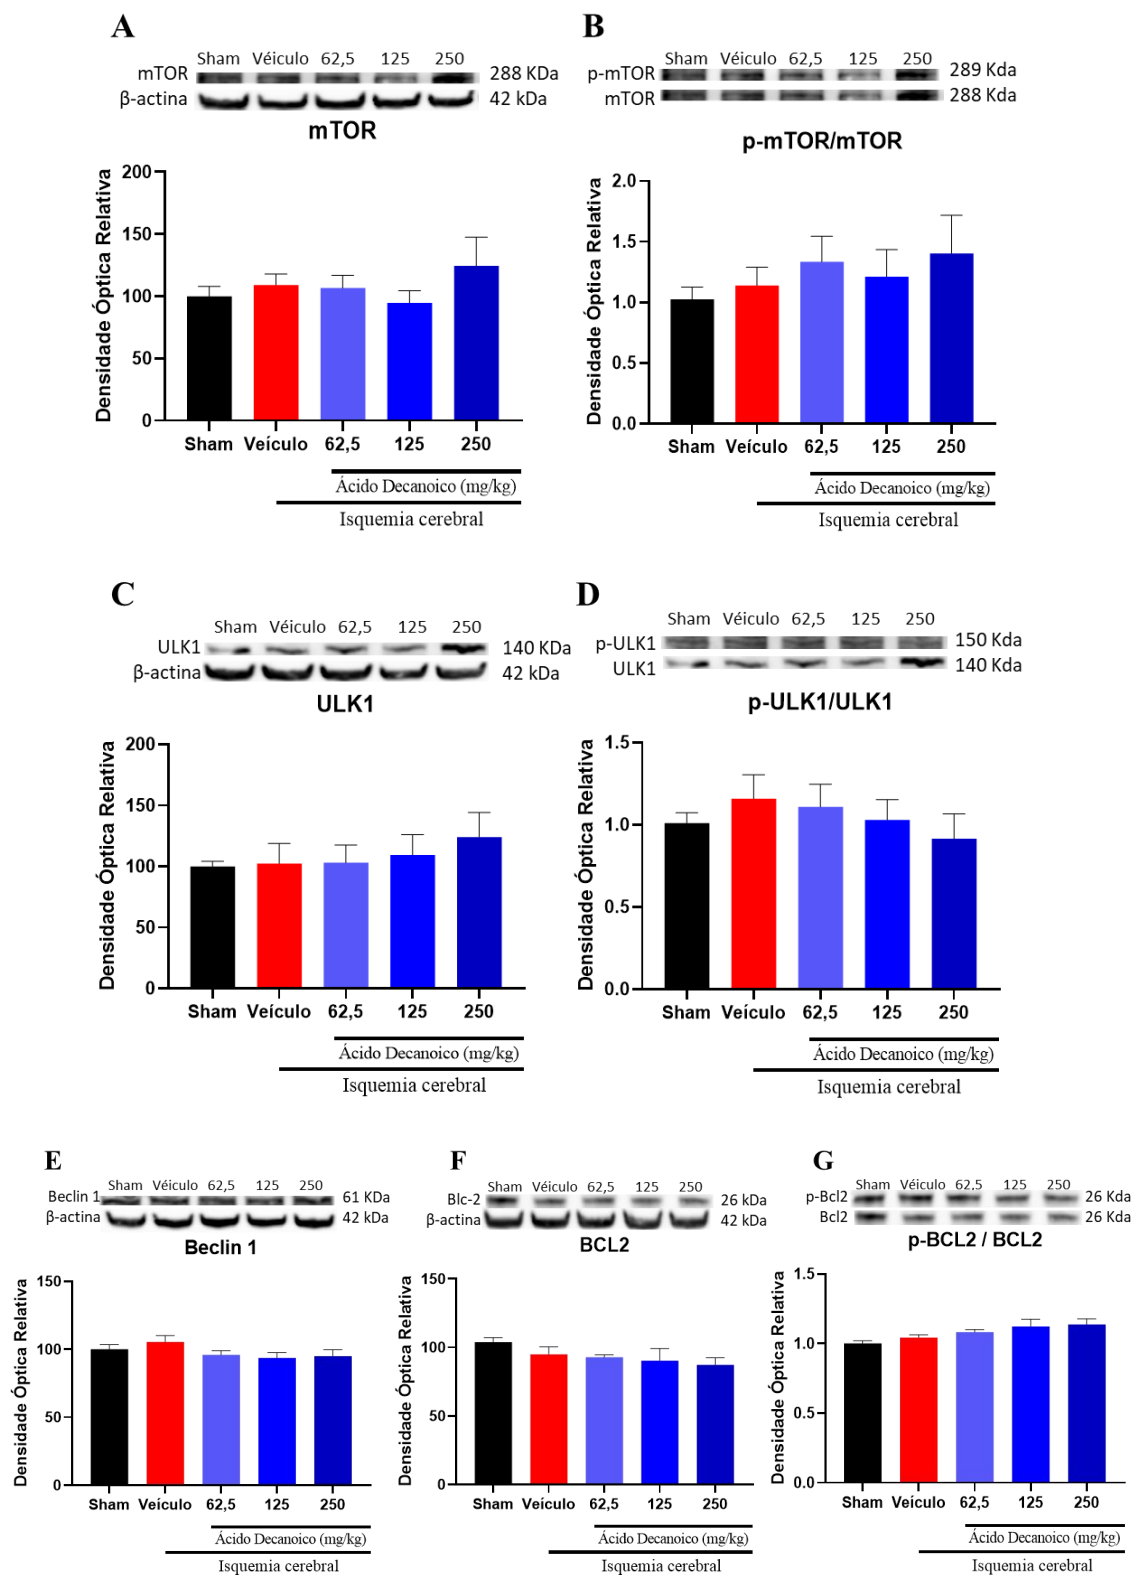 A
Sham Véiculo 62,5 125 250
mTOR 288 KDa
β-actina 42 kDa
mTOR
Densidade Óptica Relativa
200
150
100
50
0
Sham Veículo 62,5 125 250
Ácido Decanoico (mg/kg)
Isquemia cerebral
B
Sham Véiculo 62,5 125 250
p-mTOR 289 Kda
mTOR 288 Kda
p-mTOR/mTOR
Densidade Óptica Relativa
2.0
1.5
1.0
0.5
0.0
Sham Veículo 62,5 125 250
Ácido Decanoico (mg/kg)
Isquemia cerebral
C
Sham Véiculo 62,5 125 250
ULK1 140 KDa
β-actina 42 kDa
ULK1
Densidade Óptica Relativa
200
150
100
50
0
Sham Veículo 62,5 125 250
Ácido Decanoico (mg/kg)
Isquemia cerebral
D
Sham Véiculo 62,5 125 250
p-ULK1 150 Kda
ULK1 140 Kda
p-ULK1/ULK1
Densidade Óptica Relativa
1.5
1.0
0.5
0.0
Sham Veículo 62,5 125 250
Ácido Decanoico (mg/kg)
Isquemia cerebral
E
Sham Véiculo 62,5 125 250
Beclin 1 61 KDa
β-actina 42 kDa
Beclin 1
Densidade Óptica Relativa
150
100
50
0
Sham Veículo 62,5 125 250
Ácido Decanoico (mg/kg)
Isquemia cerebral
F
Sham Véiculo 62,5 125 250
Blc-2 26 kDa
β-actina 42 kDa
BCL2
Densidade Óptica Relativa
150
100
50
0
Sham Veículo 62,5 125 250
Ácido Decanoico (mg/kg)
Isquemia cerebral
G
Sham Véiculo 62,5 125 250
p-Bcl2 26 Kda
Bcl2 26 Kda
p-BCL2 / BCL2
Densidade Óptica Relativa
1.5
1.0
0.5
0.0
Sham Veículo 62,5 125 250
Ácido Decanoico (mg/kg)
Isquemia cerebral